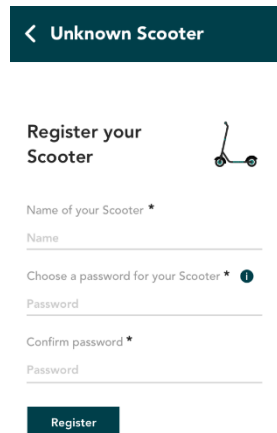 Unknown Scooter
Register your
Scooter
Name of your Scooter *
Name
Choose a password for your Scooter * i
Password
Confirm password *
Password
Register